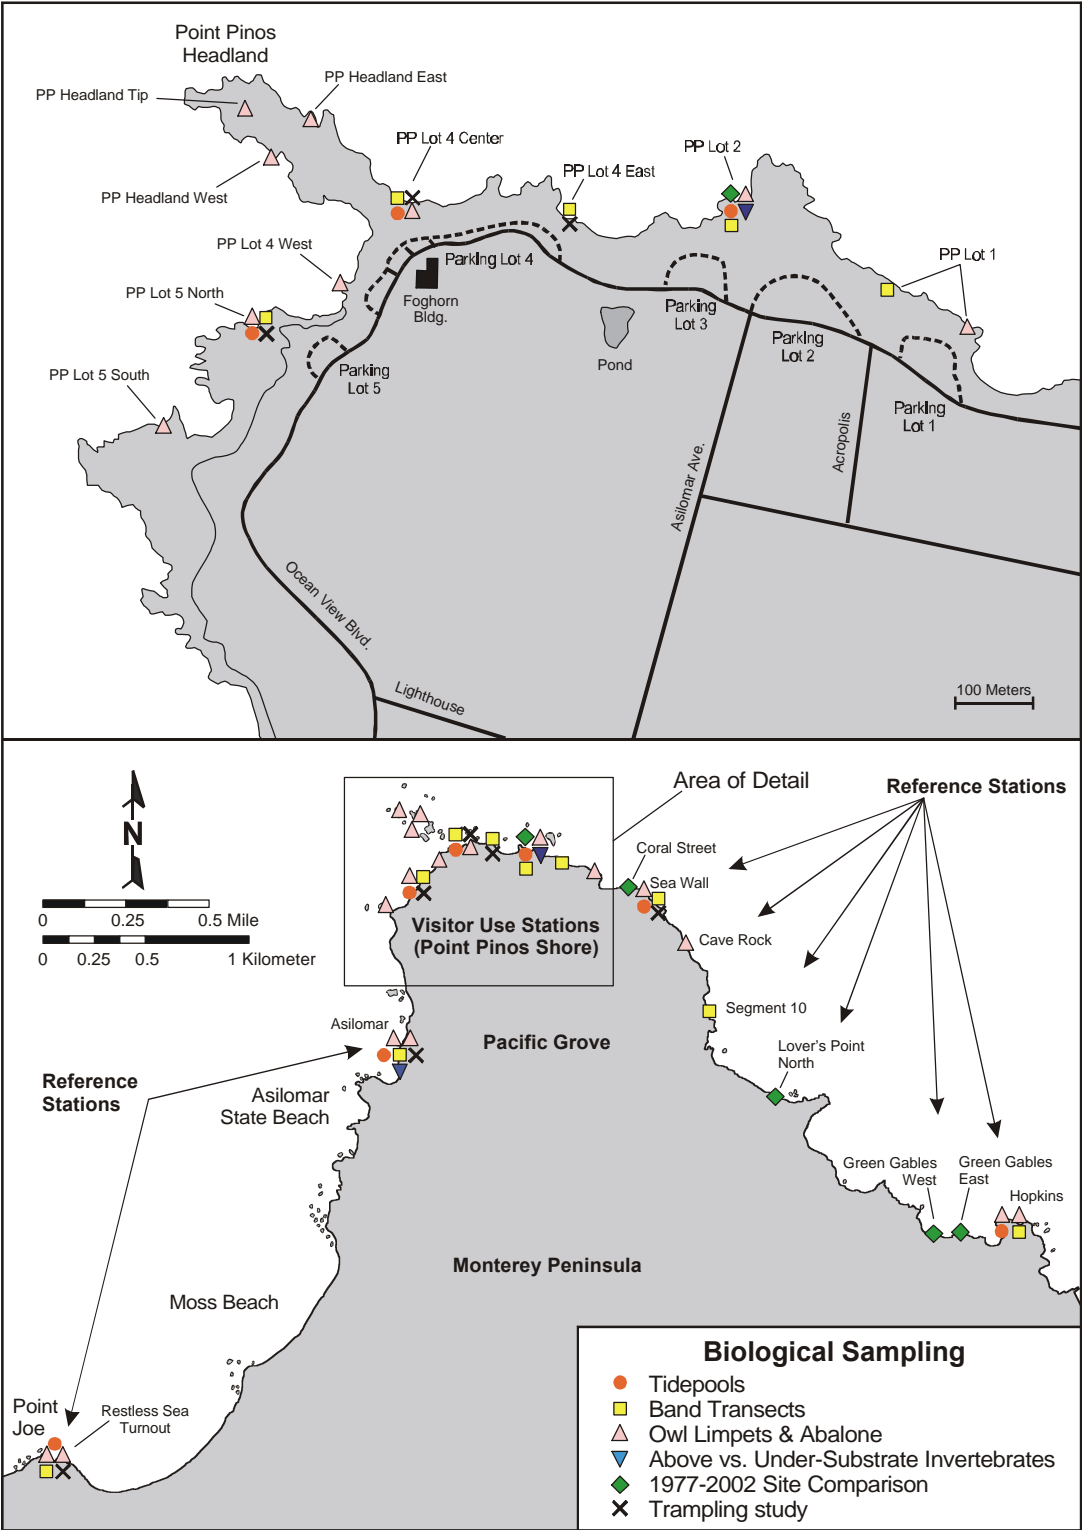 Point Pinos
Headland
PP Headland East
PP Headland Tip
PP Lot 4 Center
PP Lot 2
PP Lot 4 East
PP Headland West
PP Lot 4 West
PP Lot 1
Parking Lot 4
PP Lot 5 North
Foghorn
Bldg.
Parking
Lot 3
Parking
Lot 2
Pond
PP Lot 5 South
Parking
Lot 5
Parking
Lot 1
Acropolis
Asilomar Ave.
Ocean View Blvd.
Lighthouse
100 Meters
Area of Detail
Reference Stations
N
Coral Street
Sea Wall
0 0.25 0.5 Mile
Visitor Use Stations
(Point Pinos Shore)
Cave Rock
0 0.25 0.5 1 Kilometer
Segment 10
Asilomar
Pacific Grove
Lover's Point
North
Reference
Stations
Asilomar
State Beach
Green Gables
West
Green Gables
East
Hopkins
Monterey Peninsula
Moss Beach
Point
Joe
Restless Sea
Turnout
Biological Sampling
Tidepools
Band Transects
Owl Limpets & Abalone
Above vs. Under-Substrate Invertebrates
1977-2002 Site Comparison
Trampling study